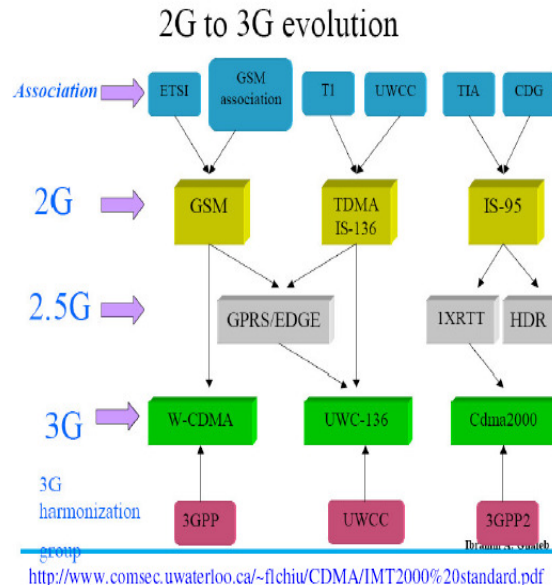 2G to 3G evolution
Association
ETSI
GSM
association
T1
UWCC
TIA
CDG
2G
GSM
TDMA
IS-136
IS-95
2.5G
GPRS/EDGE
1XRTT
HDR
3G
W-CDMA
UWC-136
Cdma2000
3G
harmonization
group
3GPP
UWCC
3GPP2
Ibrahim A.
http://www.comsec.uwaterloo.ca/~f1chiu/CDMA/IMT2000%20standard.pdf